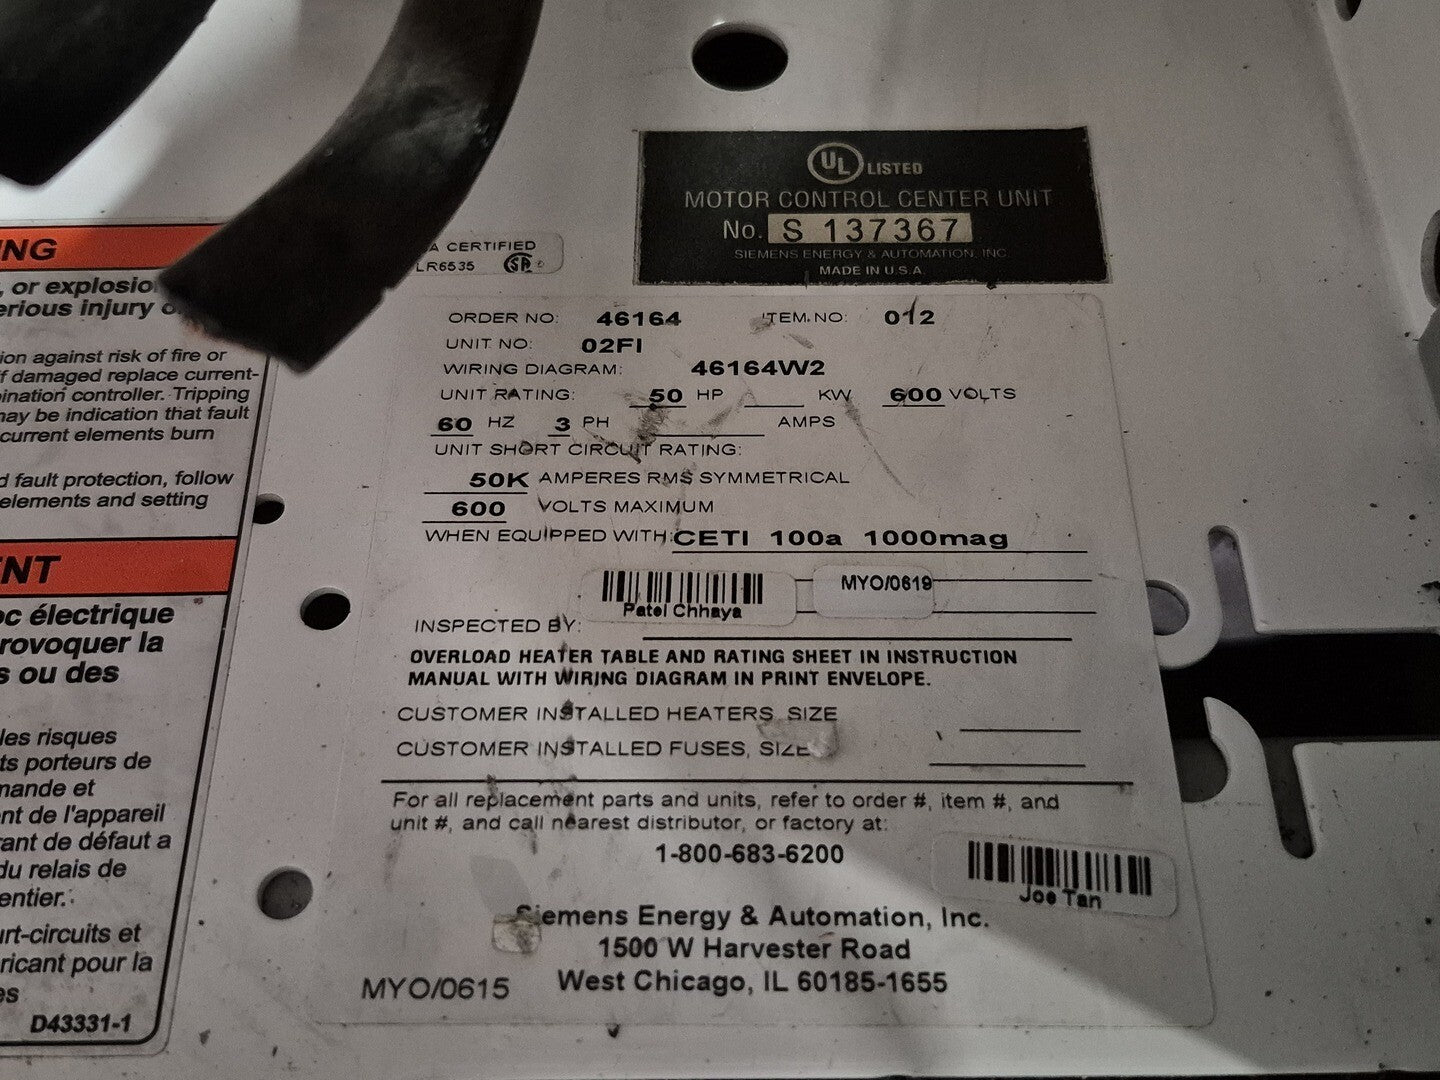 UL LISTED
MOTOR CONTROL CENTER UNIT
No. S 137367
SIEMENS ENERGY & AUTOMATION, INC.
MADE IN U.S.A.
A CERTIFIED
LR6535 SA
ORDER NO: 46164 ITEM NO: 012
UNIT NO: 02FI
WIRING DIAGRAM: 46164W2
UNIT RATING: 50 HP KW 600 VOLTS
60 HZ 3 PH AMPS
UNIT SHORT CIRCUIT RATING:
50K AMPERES RMS SYMMETRICAL
600 VOLTS MAXIMUM
WHEN EQUIPPED WITH: CETI 100a 1000mag
Patel Chhaya
MYO/0619
INSPECTED BY:
OVERLOAD HEATER TABLE AND RATING SHEET IN INSTRUCTION
MANUAL WITH WIRING DIAGRAM IN PRINT ENVELOPE.
CUSTOMER INSTALLED HEATERS, SIZE
CUSTOMER INSTALLED FUSES, SIZE
For all replacement parts and units, refer to order #, item #, and
unit #, and call nearest distributor, or factory at:
1-800-683-6200
Joe Tan
Siemens Energy & Automation, Inc.
1500 W Harvester Road
West Chicago, IL 60185-1655
MYO/0615
NG
, or explosio
erious injury o
ion against risk of fire or
f damaged replace current-
bination controller. Tripping
may be indication that fault
current elements burn
d fault protection, follow
elements and setting
NT
oc électrique
rovoquer la
s ou des
les risques
ts porteurs de
mande et
nt de l'appareil
rant de défaut a
du relais de
entier.
rt-circuits et
ricant pour la
es
D43331-1